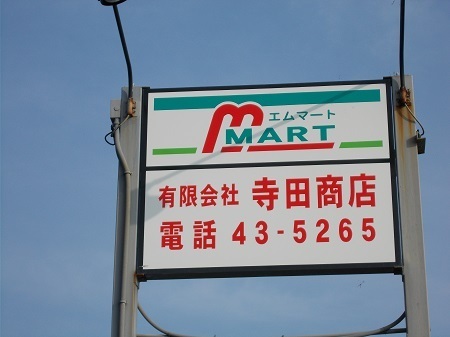 エムマート
m MART
有限会社 寺田商店
電話 43-5265